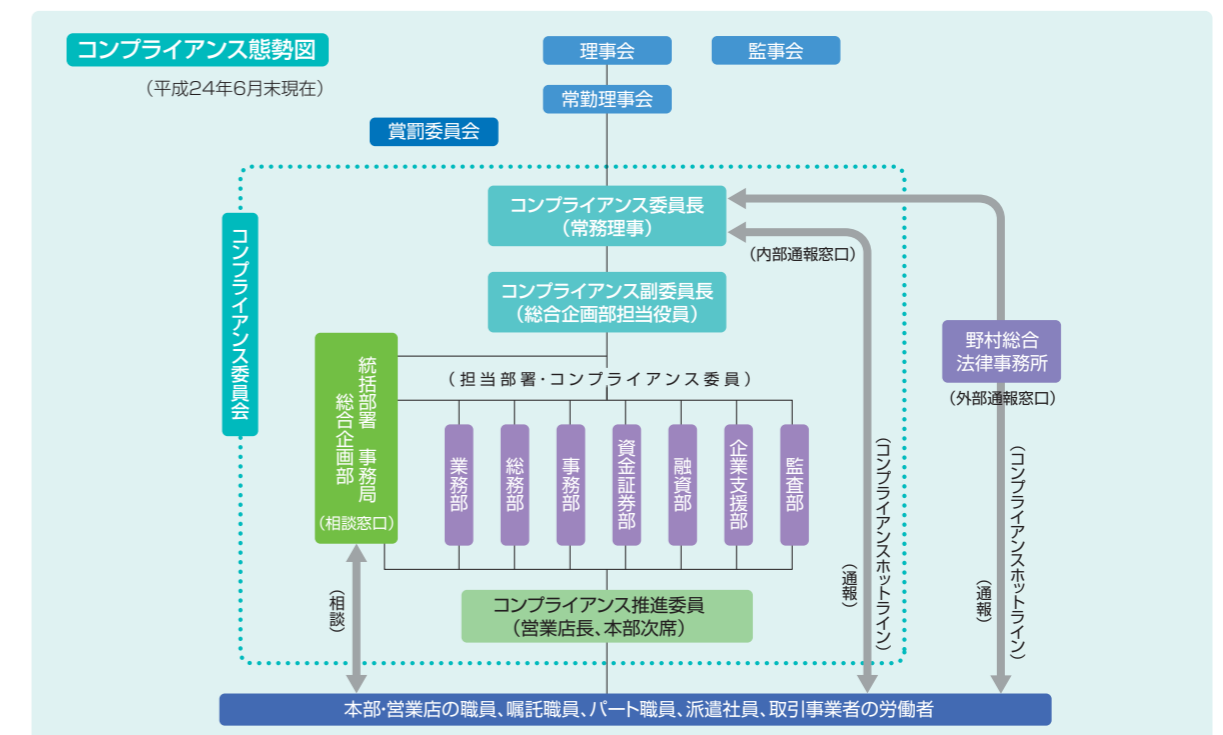 コンプライアンス態勢図
（平成24年6月末現在）
理事会
監事会
常勤理事会
賞罰委員会
コンプライアンス委員会
コンプライアンス委員長
（常務理事）
（内部通報窓口）
コンプライアンス副委員長
（総合企画部担当役員）
野村総合
法律事務所
（外部通報窓口）
統括部署　事務局
総合企画部
（相談窓口）
（担当部署・コンプライアンス委員）
業務部
総務部
事務部
資金証券部
融資部
企業支援部
監査部
（コンプライアンスホットライン）
（通報）
（コンプライアンスホットライン）
（通報）
（相談）
コンプライアンス推進委員
（営業店長、本部次席）
本部・営業店の職員、嘱託職員、パート職員、派遣社員、取引事業者の労働者